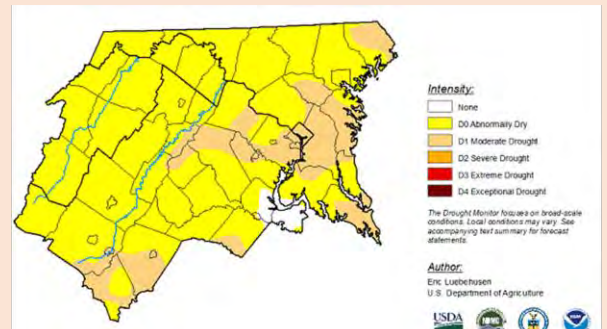 Intensity:
None
D0 Abnormally Dry
D1 Moderate Drought
D2 Severe Drought
D3 Extreme Drought
D4 Exceptional Drought
The Drought Monitor focuses on broad-scale
conditions. Local conditions may vary. See
accompanying text summary for forecast
statements.
Author:
Eric Luebehusen
U.S. Department of Agriculture
USDA